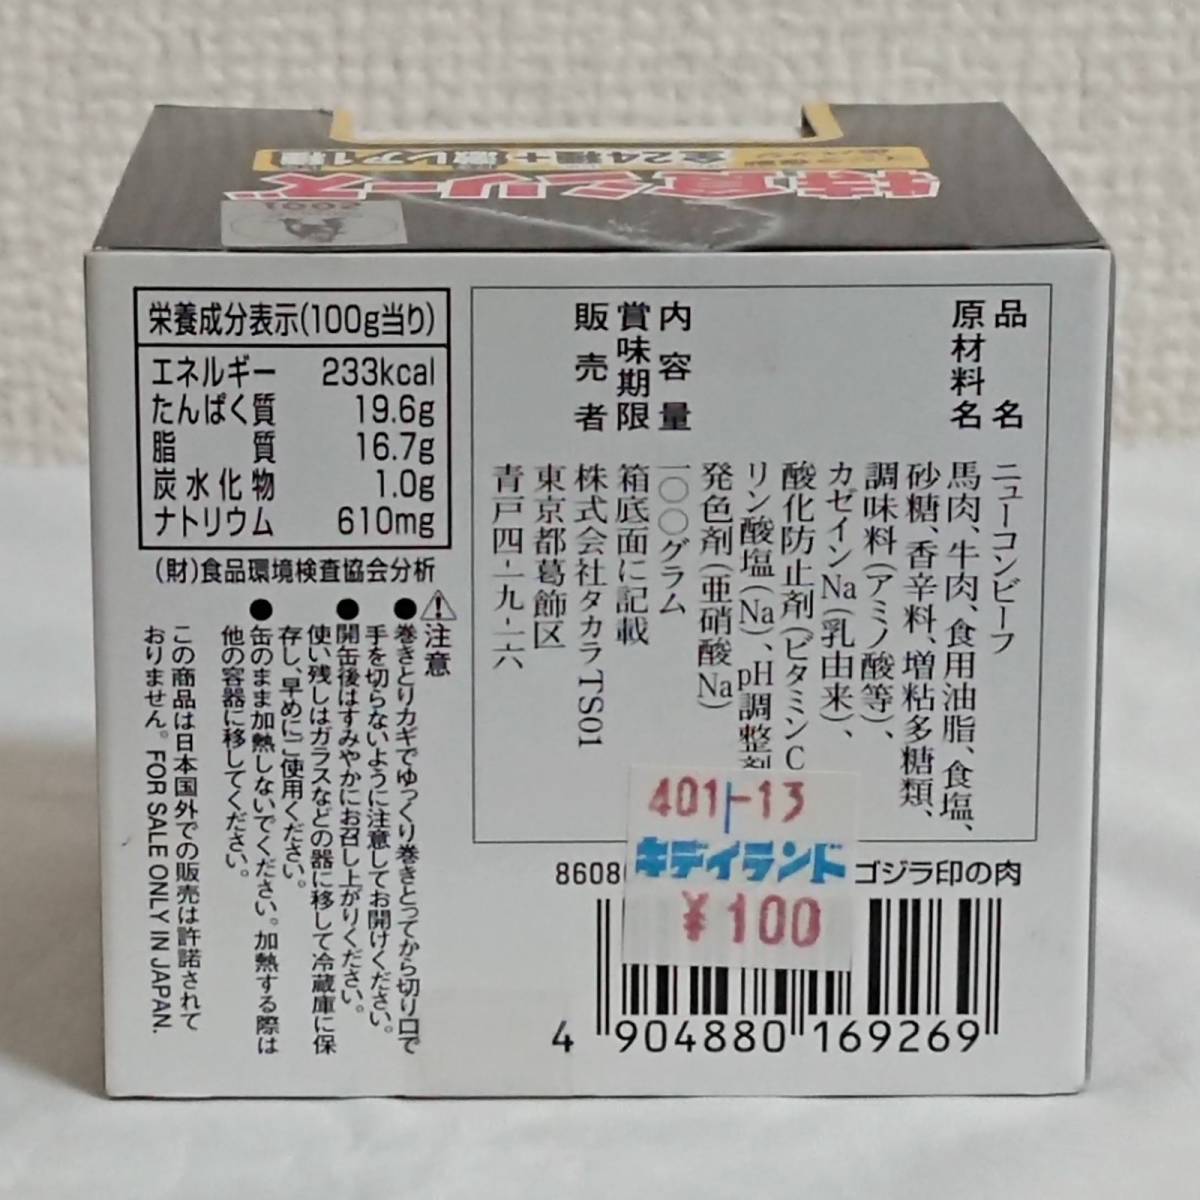 特食シリーズ
全24種+激レア1種
2001
栄養成分表示(100g当り)
エネルギー 233kcal
たんぱく質 19.6g
脂質 16.7g
炭水化物 1.0g
ナトリウム 610mg
(財)食品環境検査協会分析
品名 ニューコンビーフ
原材料名 馬肉、牛肉、食用油脂、食塩、
砂糖、香辛料、増粘多糖類、
調味料(アミノ酸等)、
カゼインNa(乳由来)、
酸化防止剤(ビタミンC
リン酸塩(Na)、pH調整剤
発色剤(亜硝酸Na)
内容量 一〇〇グラム
賞味期限 箱底面に記載
販売者 株式会社タカラTS01
東京都葛飾区
青戸四-一九-一六
注意
●巻きとりカギでゆっくり巻きとってから切り口で
手を切らないように注意してお開けください。
●開缶後はすみやかにお召し上がりください。
使い残しはガラスなどの器に移して冷蔵庫に保
存し、早めにご使用ください。
●缶のまま加熱しないでください。加熱する際は
他の容器に移してください。
この商品は日本国外での販売は許諾されて
おりません。FOR SALE ONLY IN JAPAN.
401-13
キデイランド
¥100
8608
ゴジラ印の肉
4 904880 169269